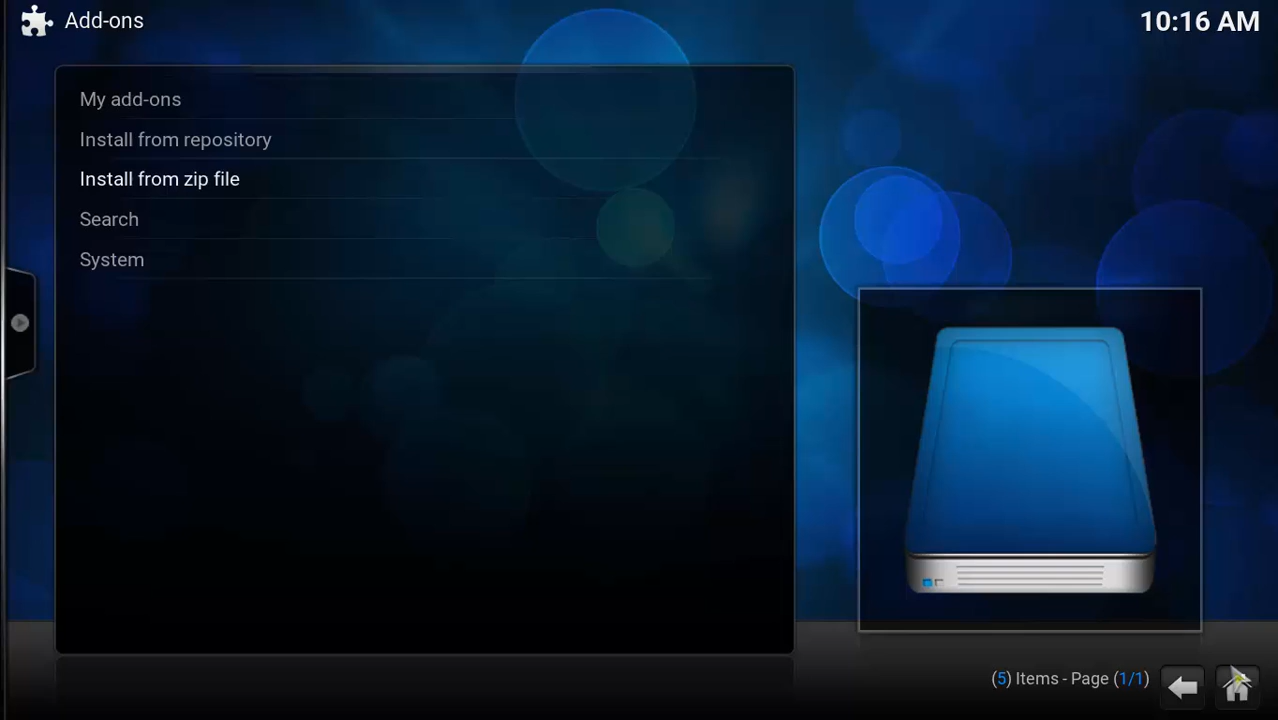 Add-ons
10:16 AM
My add-ons
Install from repository
Install from zip file
Search
System
(5) Items - Page (1/1)